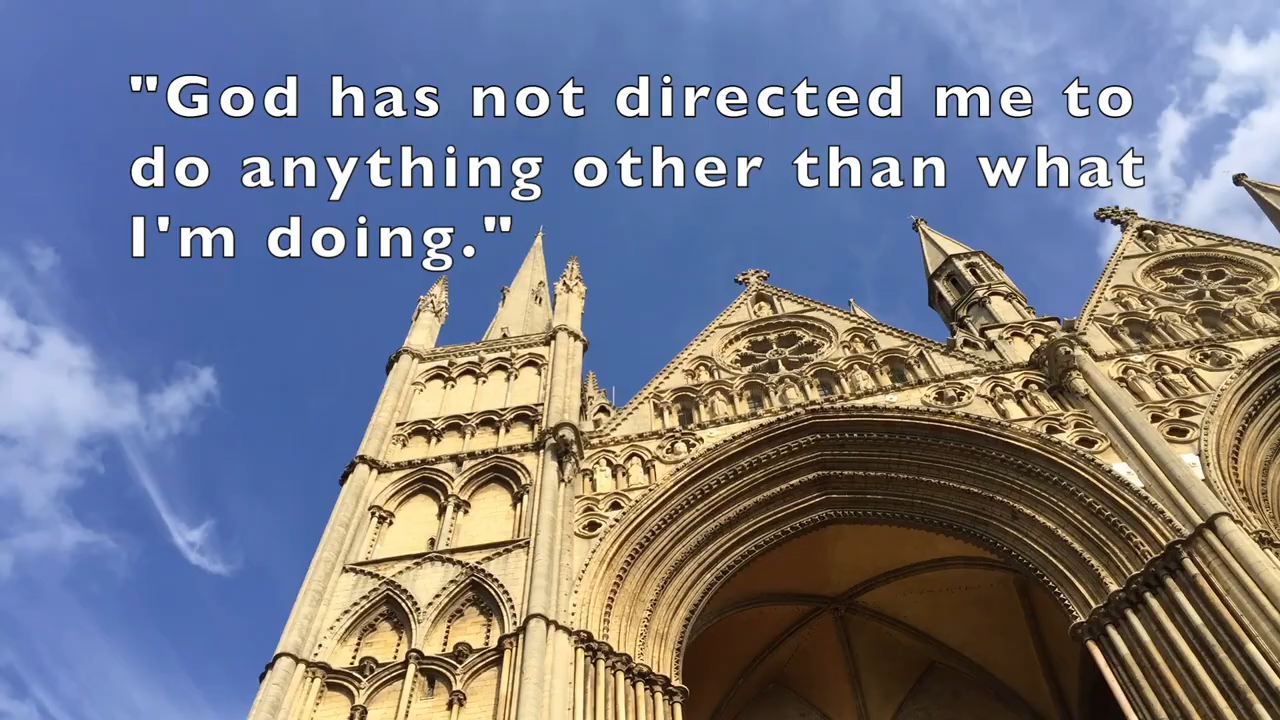 "God has not directed me to
do anything other than what
I'm doing."